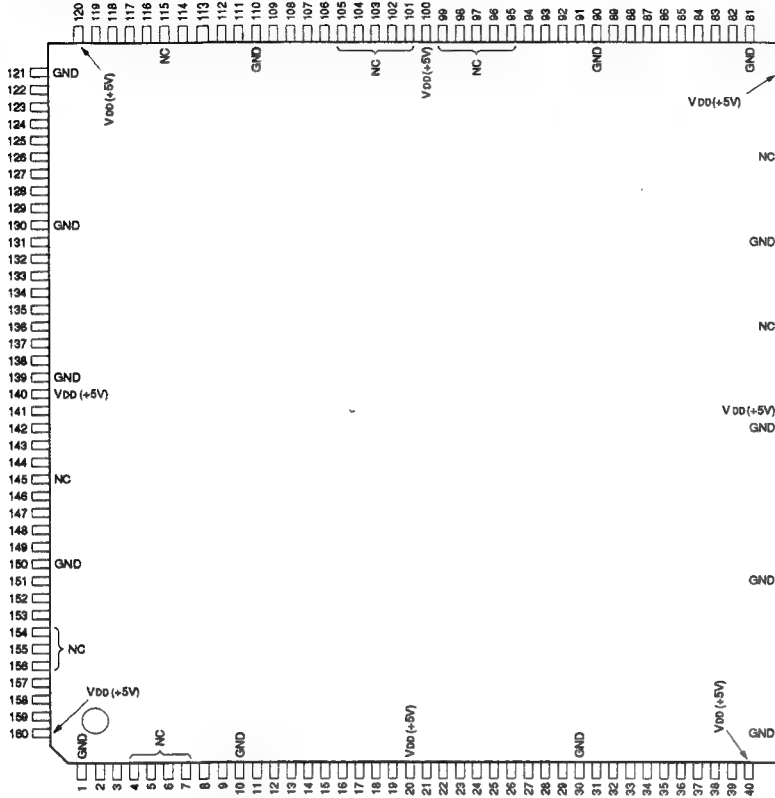 120 119 118 117 116 115 114 113 112 111 110 109 108 107 106 105 104 103 102 101 100 99 98 97 96 95 94 93 92 91 90 89 88 87 86 85 84 83 82 81
VDD (+5V)
NC
GND
NC
VDD (+5V)
NC
GND
GND
VDD (+5V)
121 GND
122
123
124
125
126 NC
127
128
129
130 GND
131 GND
132
133
134
135
136 NC
137
138
139 GND
140 VDD (+5V)
141 VDD (+5V)
142 GND
143
144
145 NC
146
147
148
149
150 GND
151 GND
152
153
154
155 NC
156
157
158
159
160 GND
VDD (+5V)
GND
NC
GND
VDD (+5V)
GND
VDD (+5V)
1 2 3 4 5 6 7 8 9 10 11 12 13 14 15 16 17 18 19 20 21 22 23 24 25 26 27 28 29 30 31 32 33 34 35 36 37 38 39 40